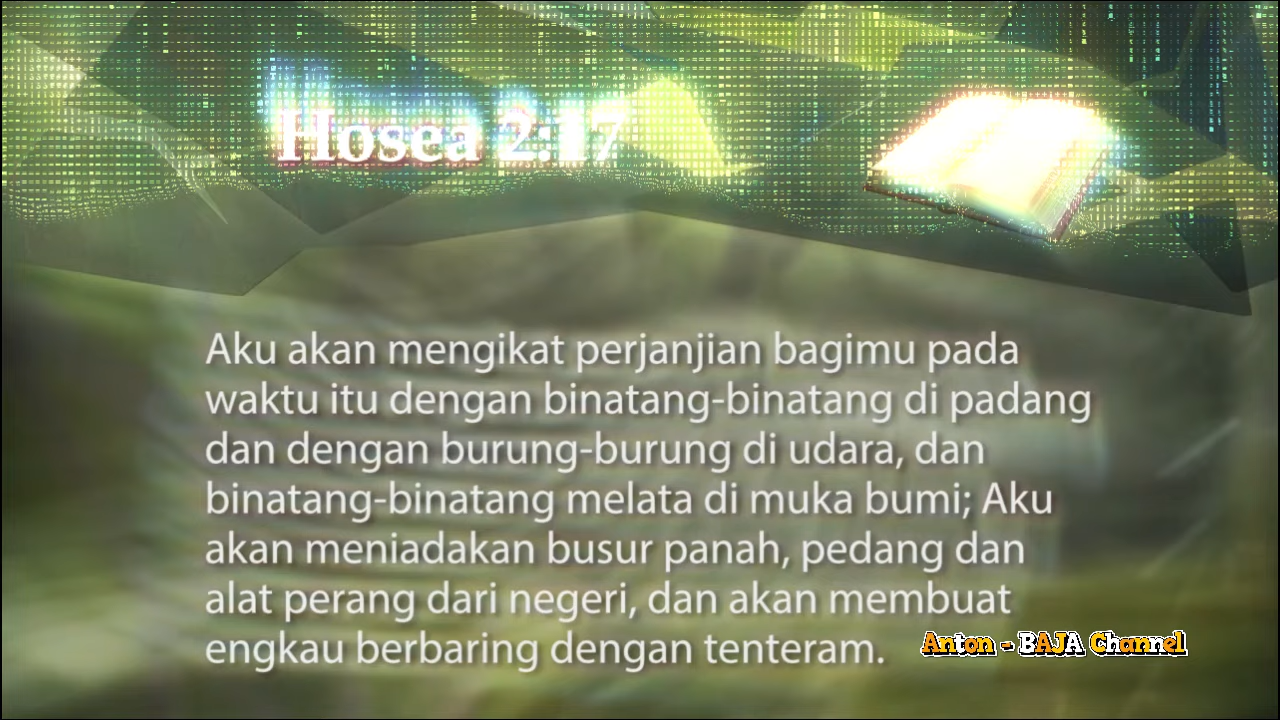 Hosea 2:17
Aku akan mengikat perjanjian bagimu pada
waktu itu dengan binatang-binatang di padang
dan dengan burung-burung di udara, dan
binatang-binatang melata di muka bumi; Aku
akan meniadakan busur panah, pedang dan
alat perang dari negeri, dan akan membuat
engkau berbaring dengan tenteram.
Anton - BAJA Channel